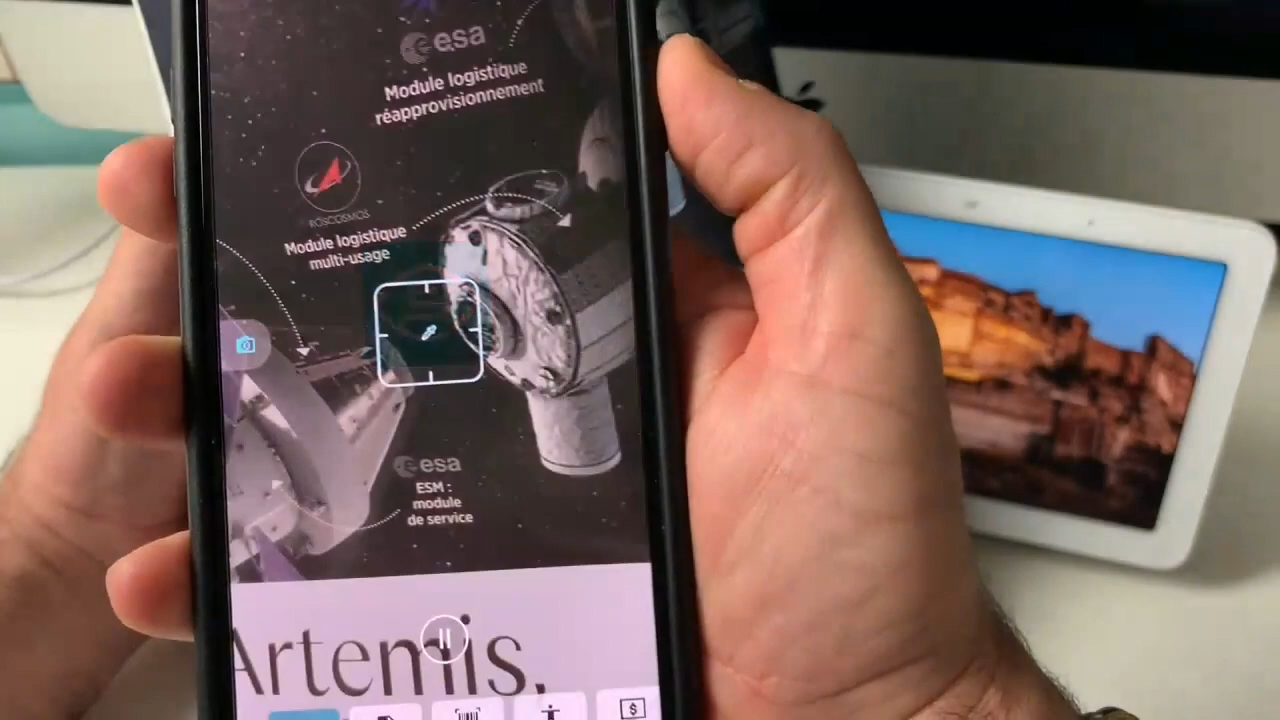 esa
Module logistique
réapprovisionnement
ROSCOSMOS
Module logistique
multi-usage
esa
ESM :
module
de service
Artemis,
$